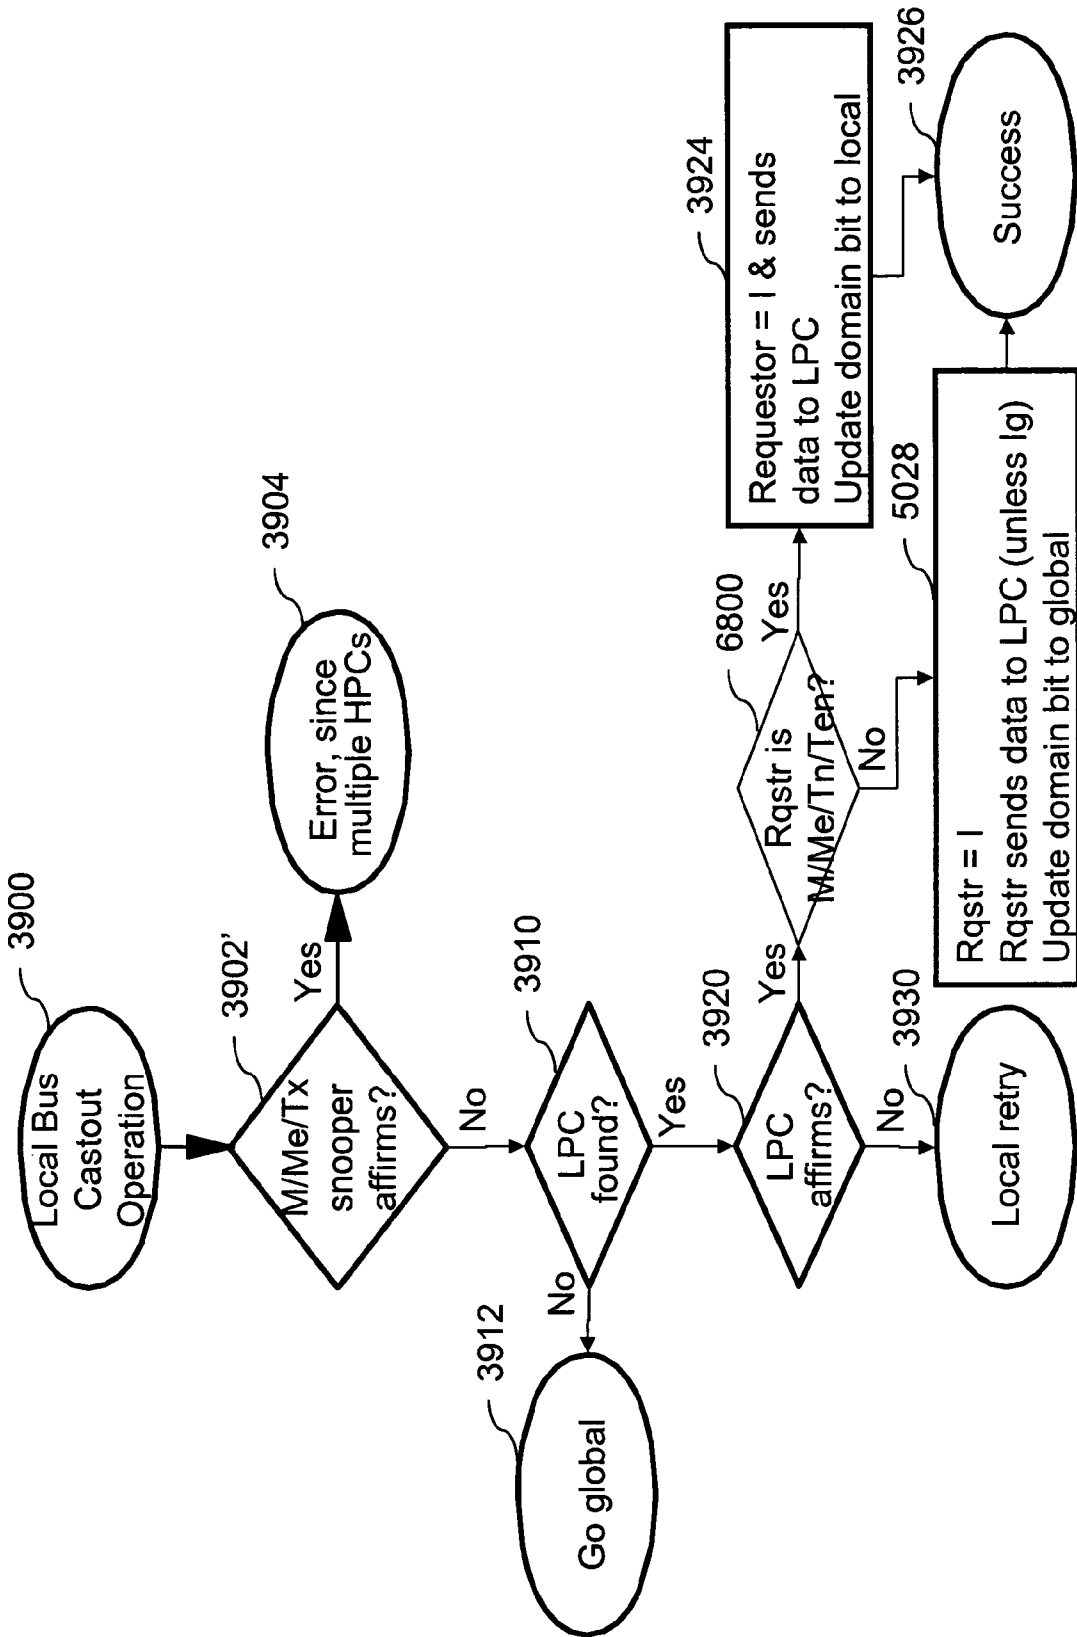 3900
Local Bus
Castout
Operation
3902'
M/Me/Tx
snooper
affirms?
Yes
3904
Error, since
multiple HPCs
No
3910
LPC
found?
No
3912
Go global
Yes
3920
LPC
affirms?
No
3930
Local retry
Yes
6800
Rqstr is
M/Me/Tn/Ten?
Yes
3924
Requestor = I & sends
data to LPC
Update domain bit to local
No
5028
Rqstr = I
Rqstr sends data to LPC (unless Ig)
Update domain bit to global
3926
Success